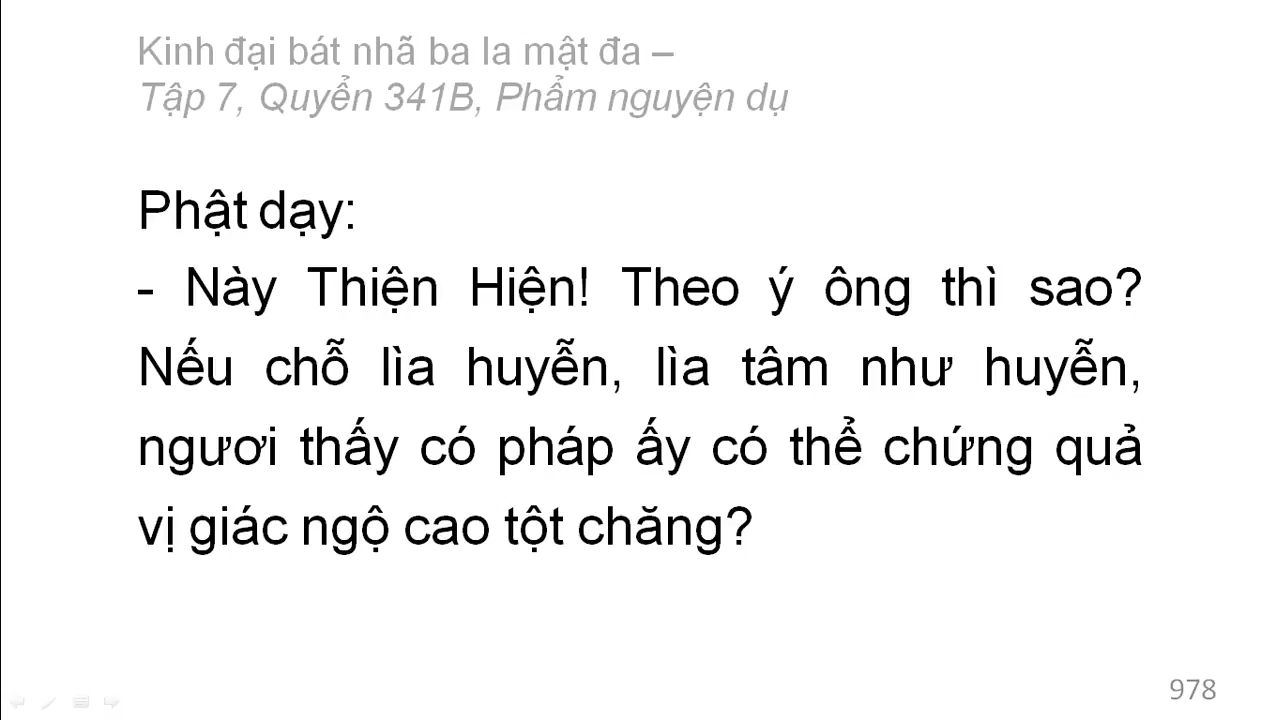 Kinh đại bát nhã ba la mật đa –
Tập 7, Quyển 341B, Phẩm nguyện dụ
Phật dạy:
- Này Thiện Hiện! Theo ý ông thì sao?
Nếu chỗ lìa huyễn, lìa tâm như huyễn,
ngươi thấy có pháp ấy có thể chứng quả
vị giác ngộ cao tột chăng?
978